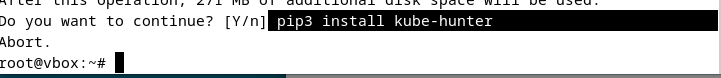 After this operation, 271 MB of additional disk space will be used.
Do you want to continue? [Y/n] pip3 install kube-hunter
Abort.
root@vbox:~#